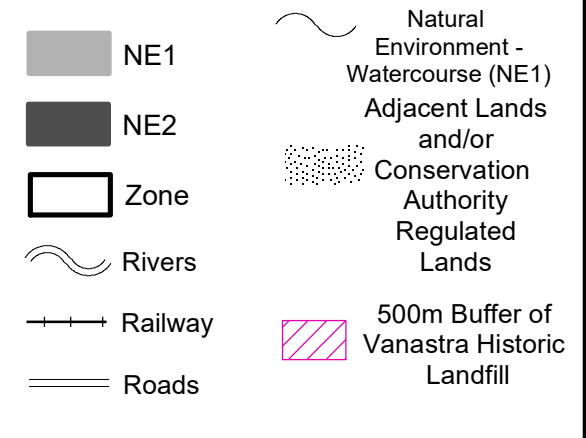 NE1
NE2
Zone
Rivers
Railway
Roads
Natural
Environment -
Watercourse (NE1)
Adjacent Lands
and/or
Conservation
Authority
Regulated
Lands
500m Buffer of
Vanastra Historic
Landfill